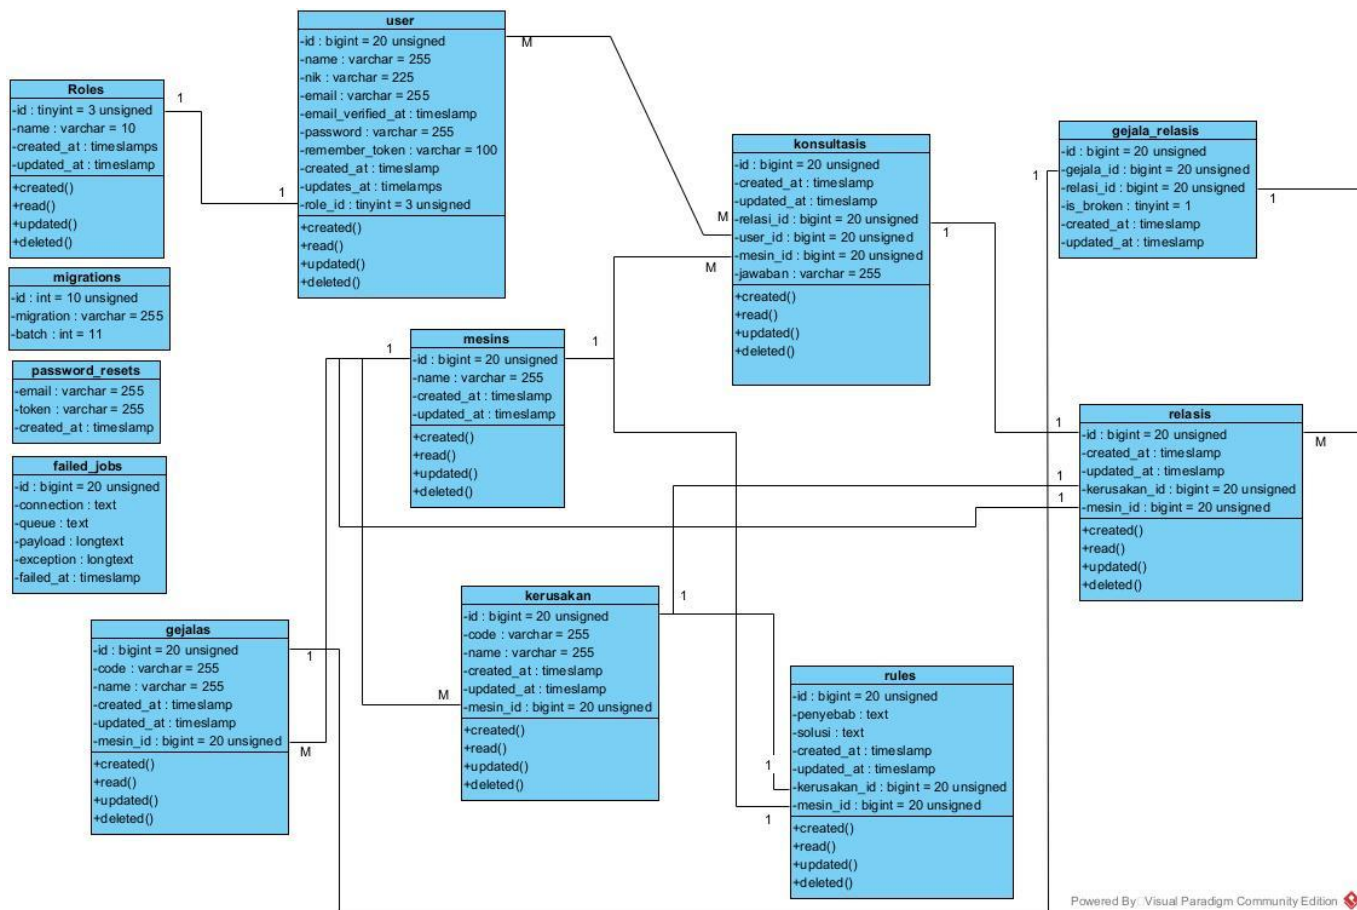 user
-id : bigint = 20 unsigned
-name : varchar = 255
-nik : varchar = 225
-email : varchar = 255
-email_verified_at : timeslamp
-password : varchar = 255
-remember_token : varchar = 100
-created_at : timeslamp
-updates_at : timelamps
-role_id : tinyint = 3 unsigned
+created()
+read()
+updated()
+deleted()
M
M
Roles
-id : tinyint = 3 unsigned
-name : varchar = 10
-created_at : timeslamps
-updated_at : timeslamp
+created()
+read()
+updated()
+deleted()
1
1
migrations
-id : int = 10 unsigned
-migration : varchar = 255
-batch : int = 11
password_resets
-email : varchar = 255
-token : varchar = 255
-created_at : timeslamp
failed_jobs
-id : bigint = 20 unsigned
-connection : text
-queue : text
-payload : longtext
-exception : longtext
-failed_at : timeslamp
konsultasis
-id : bigint = 20 unsigned
-created_at : timeslamp
-updated_at : timeslamp
-relasi_id : bigint = 20 unsigned
-user_id : bigint = 20 unsigned
-mesin_id : bigint = 20 unsigned
-jawaban : varchar = 255
+created()
+read()
+updated()
+deleted()
M
1
gejala_relasis
-id : bigint = 20 unsigned
-gejala_id : bigint = 20 unsigned
-relasi_id : bigint = 20 unsigned
-is_broken : tinyint = 1
-created_at : timeslamp
-updated_at : timeslamp
1
1
mesins
-id : bigint = 20 unsigned
-name : varchar = 255
-created_at : timeslamp
-updated_at : timeslamp
+created()
+read()
+updated()
+deleted()
1
1
relasis
-id : bigint = 20 unsigned
-created_at : timeslamp
-updated_at : timeslamp
-kerusakan_id : bigint = 20 unsigned
-mesin_id : bigint = 20 unsigned
+created()
+read()
+updated()
+deleted()
1
1
1
M
kerusakan
-id : bigint = 20 unsigned
-code : varchar = 255
-name : varchar = 255
-created_at : timeslamp
-updated_at : timeslamp
-mesin_id : bigint = 20 unsigned
+created()
+read()
+updated()
+deleted()
1
M
gejalas
-id : bigint = 20 unsigned
-code : varchar = 255
-name : varchar = 255
-created_at : timeslamp
-updated_at : timeslamp
-mesin_id : bigint = 20 unsigned
+created()
+read()
+updated()
+deleted()
1
M
rules
-id : bigint = 20 unsigned
-penyebab : text
-solusi : text
-created_at : timeslamp
-updated_at : timeslamp
-kerusakan_id : bigint = 20 unsigned
-mesin_id : bigint = 20 unsigned
+created()
+read()
+updated()
+deleted()
1
1
Powered By: Visual Paradigm Community Edition